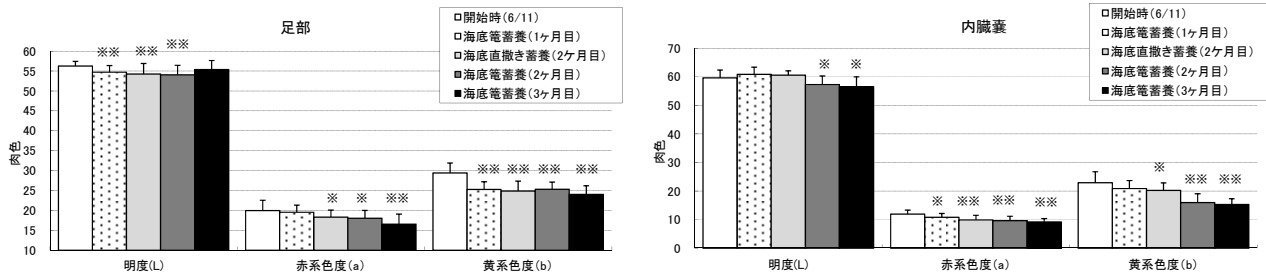 足部
開始時(6/11)
海底篭蓄養(1ヶ月目)
海底直撒き蓄養(2ケ月目)
海底篭蓄養(2ヶ月目)
海底篭蓄養(3ヶ月目)
肉色
60
55
50
45
40
35
30
25
20
15
10
※※ ※※ ※※
※ ※ ※※
※※ ※※ ※※ ※※
明度(L) 赤系色度(a) 黄系色度(b)
内臓嚢
開始時(6/11)
海底篭蓄養(1ヶ月目)
海底直撒き蓄養(2ケ月目)
海底篭蓄養(2ヶ月目)
海底篭蓄養(3ヶ月目)
肉色
70
60
50
40
30
20
10
0
※ ※
※ ※※ ※※ ※※
※ ※※ ※※
明度(L) 赤系色度(a) 黄系色度(b)